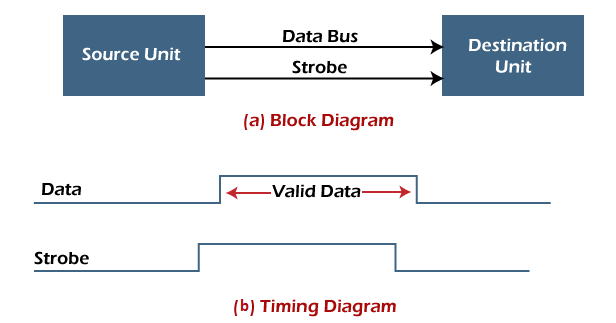 Source Unit
Data Bus
Strobe
Destination
Unit
(a) Block Diagram
Data
Valid Data
Strobe
(b) Timing Diagram